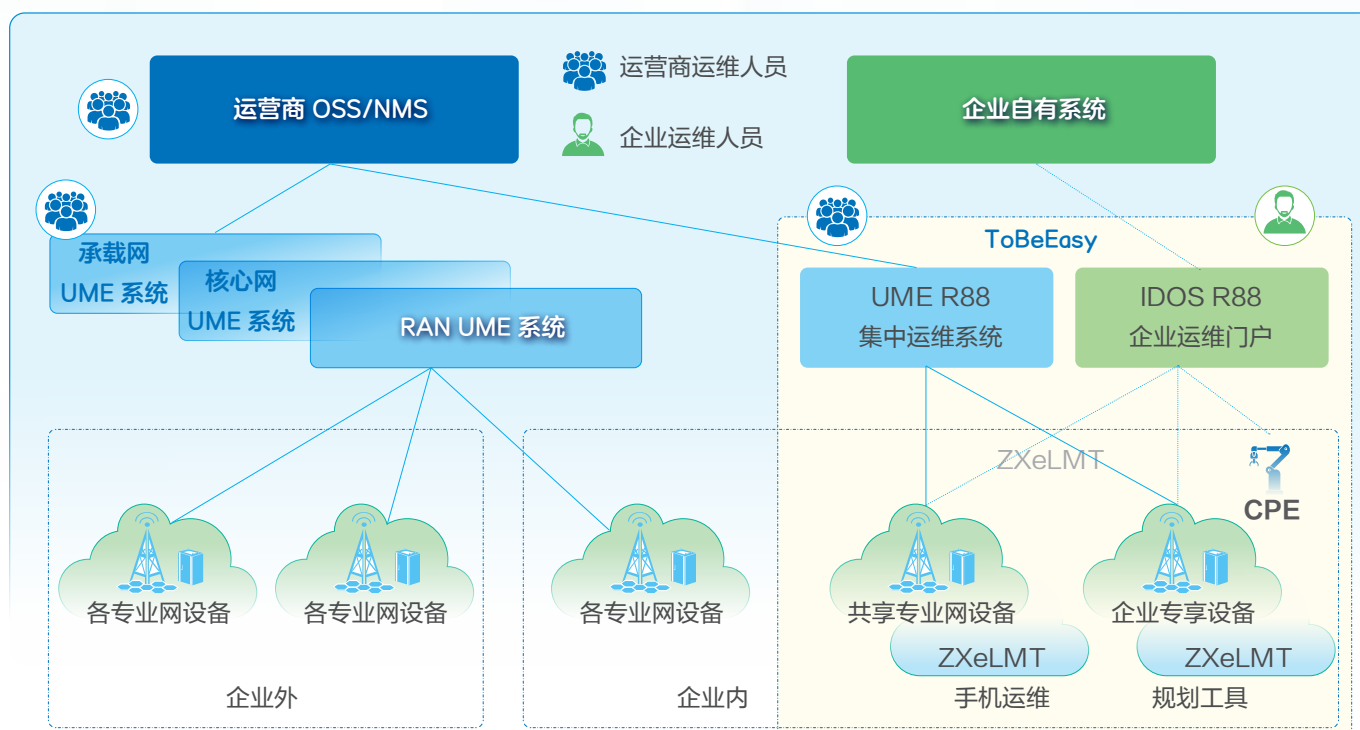 运营商 OSS/NMS
运营商运维人员
企业运维人员
企业自有系统
承载网
UME 系统
核心网
UME 系统
RAN UME 系统
ToBeEasy
UME R88
集中运维系统
IDOS R88
企业运维门户
ZXeLMT
CPE
各专业网设备
各专业网设备
各专业网设备
共享专业网设备
企业专享设备
ZXeLMT
ZXeLMT
企业外
企业内
手机运维
规划工具